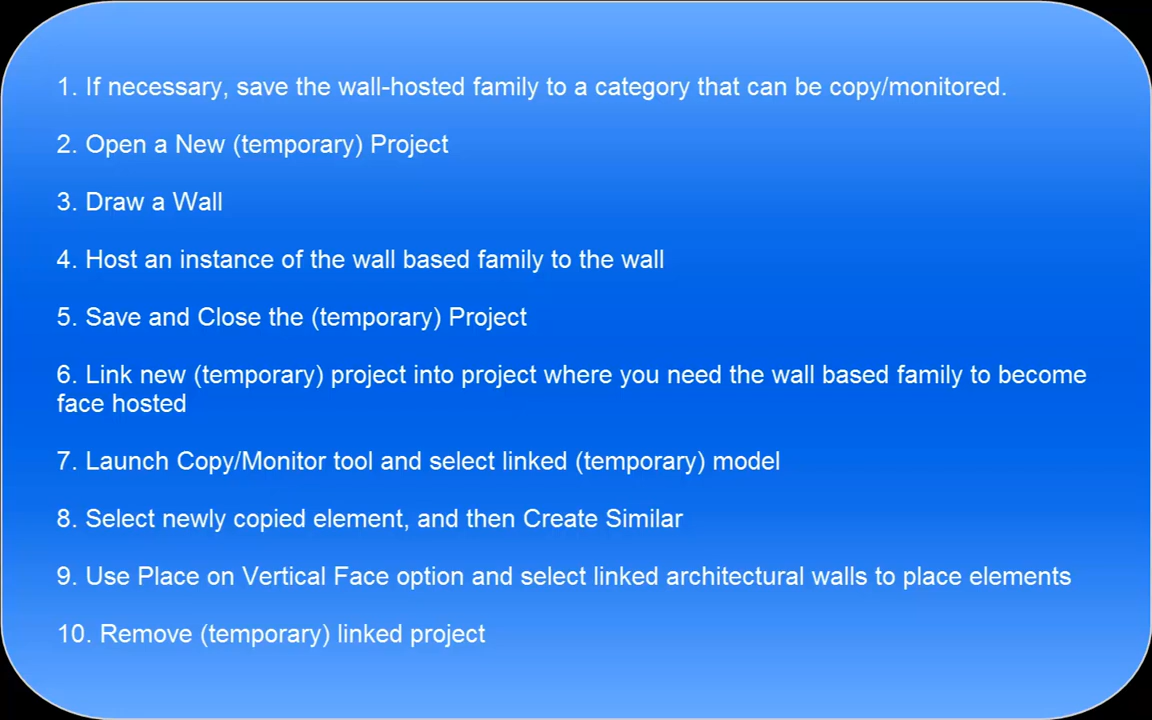 1. If necessary, save the wall-hosted family to a category that can be copy/monitored.
2. Open a New (temporary) Project
3. Draw a Wall
4. Host an instance of the wall based family to the wall
5. Save and Close the (temporary) Project
6. Link new (temporary) project into project where you need the wall based family to become
face hosted
7. Launch Copy/Monitor tool and select linked (temporary) model
8. Select newly copied element, and then Create Similar
9. Use Place on Vertical Face option and select linked architectural walls to place elements
10. Remove (temporary) linked project